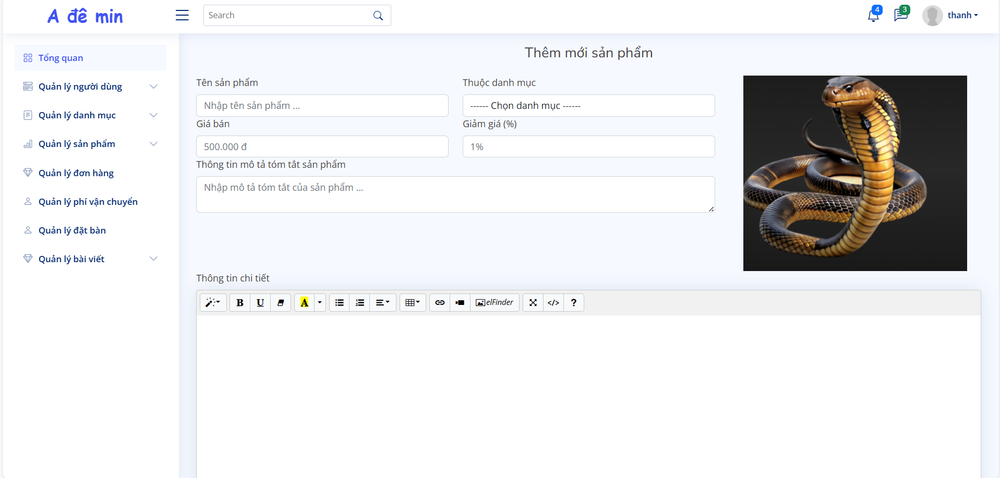 A đê min
Search
4
3
thanh
Tổng quan
Quản lý người dùng
Quản lý danh mục
Quản lý sản phẩm
Quản lý đơn hàng
Quản lý phí vận chuyển
Quản lý đặt bàn
Quản lý bài viết
Thêm mới sản phẩm
Tên sản phẩm
Thuộc danh mục
Nhập tên sản phẩm ...
------ Chọn danh mục ------
Giá bán
Giảm giá (%)
500.000 đ
1%
Thông tin mô tả tóm tắt sản phẩm
Nhập mô tả tóm tắt của sản phẩm ...
Thông tin chi tiết
B U A elFinder </> ?